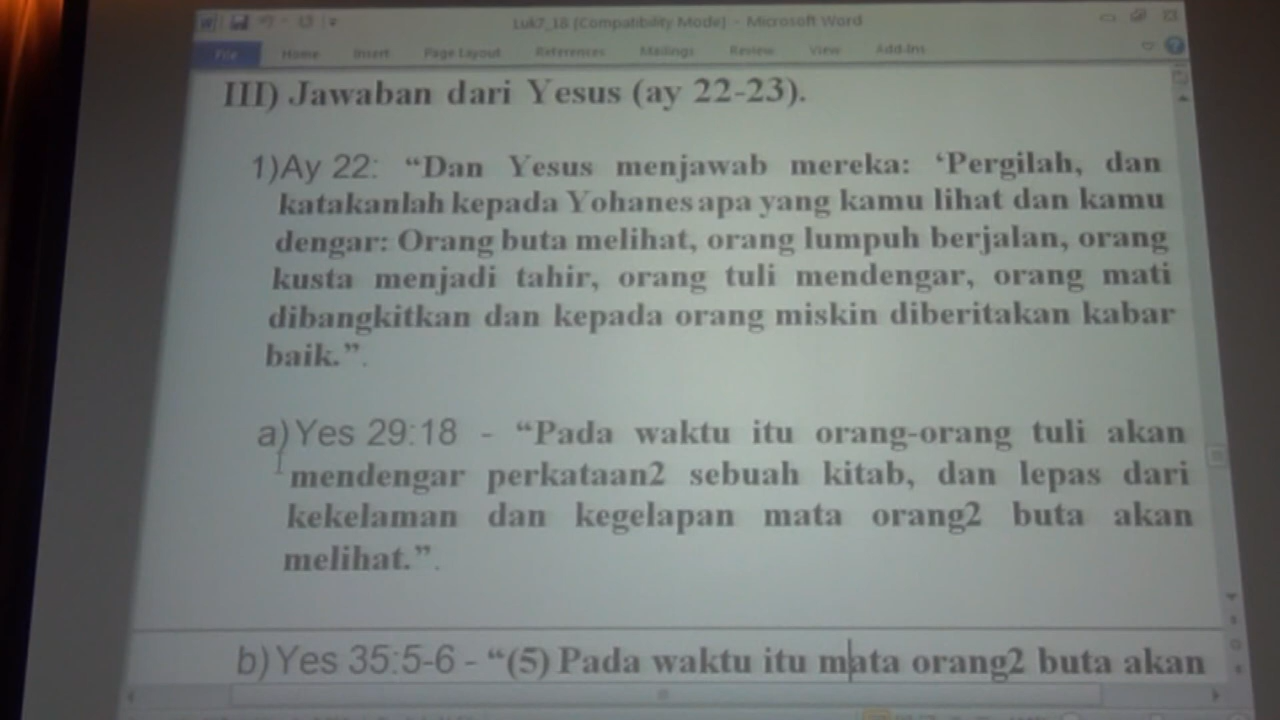 Luk7_18 [Compatibility Mode] - Microsoft Word
File Home Insert Page Layout References Mailings Review View Add-Ins
III) Jawaban dari Yesus (ay 22-23).
1)Ay 22: “Dan Yesus menjawab mereka: ‘Pergilah, dan
katakanlah kepada Yohanes apa yang kamu lihat dan kamu
dengar: Orang buta melihat, orang lumpuh berjalan, orang
kusta menjadi tahir, orang tuli mendengar, orang mati
dibangkitkan dan kepada orang miskin diberitakan kabar
baik.”.
a)Yes 29:18 - “Pada waktu itu orang-orang tuli akan
mendengar perkataan2 sebuah kitab, dan lepas dari
kekelaman dan kegelapan mata orang2 buta akan
melihat.”.
b)Yes 35:5-6 - “(5) Pada waktu itu mata orang2 buta akan